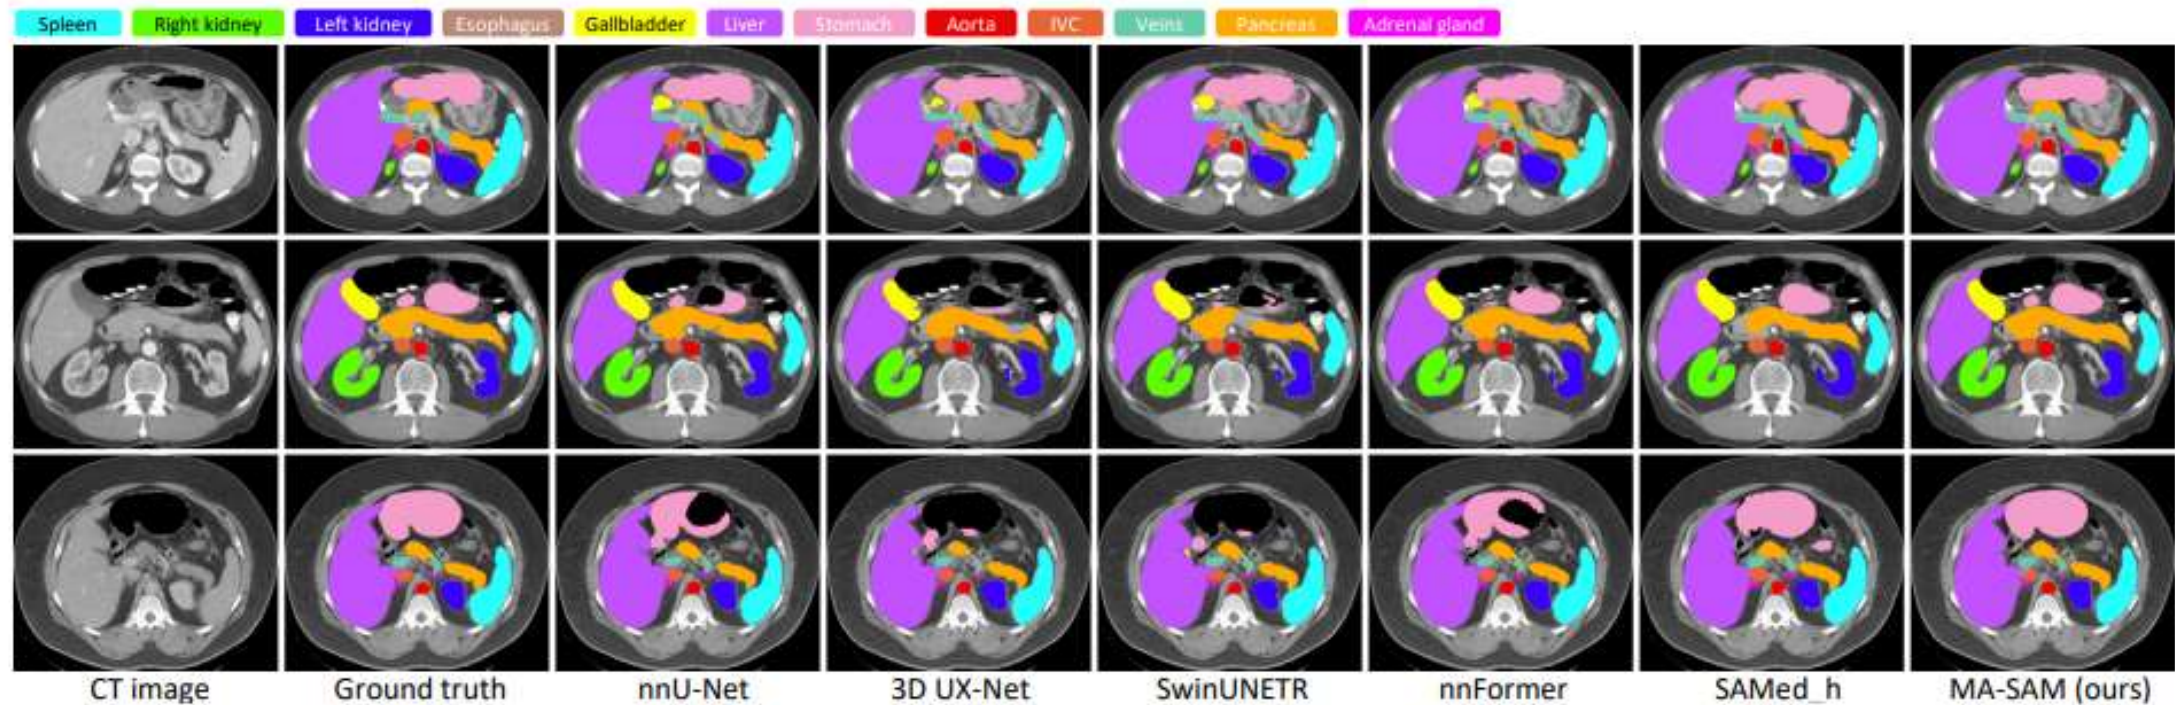 Spleen Right kidney Left kidney Esophagus Gallbladder Liver Stomach Aorta IVC Veins Pancreas Adrenal gland
CT image Ground truth nnU-Net 3D UX-Net SwinUNETR nnFormer SAMed_h MA-SAM (ours)